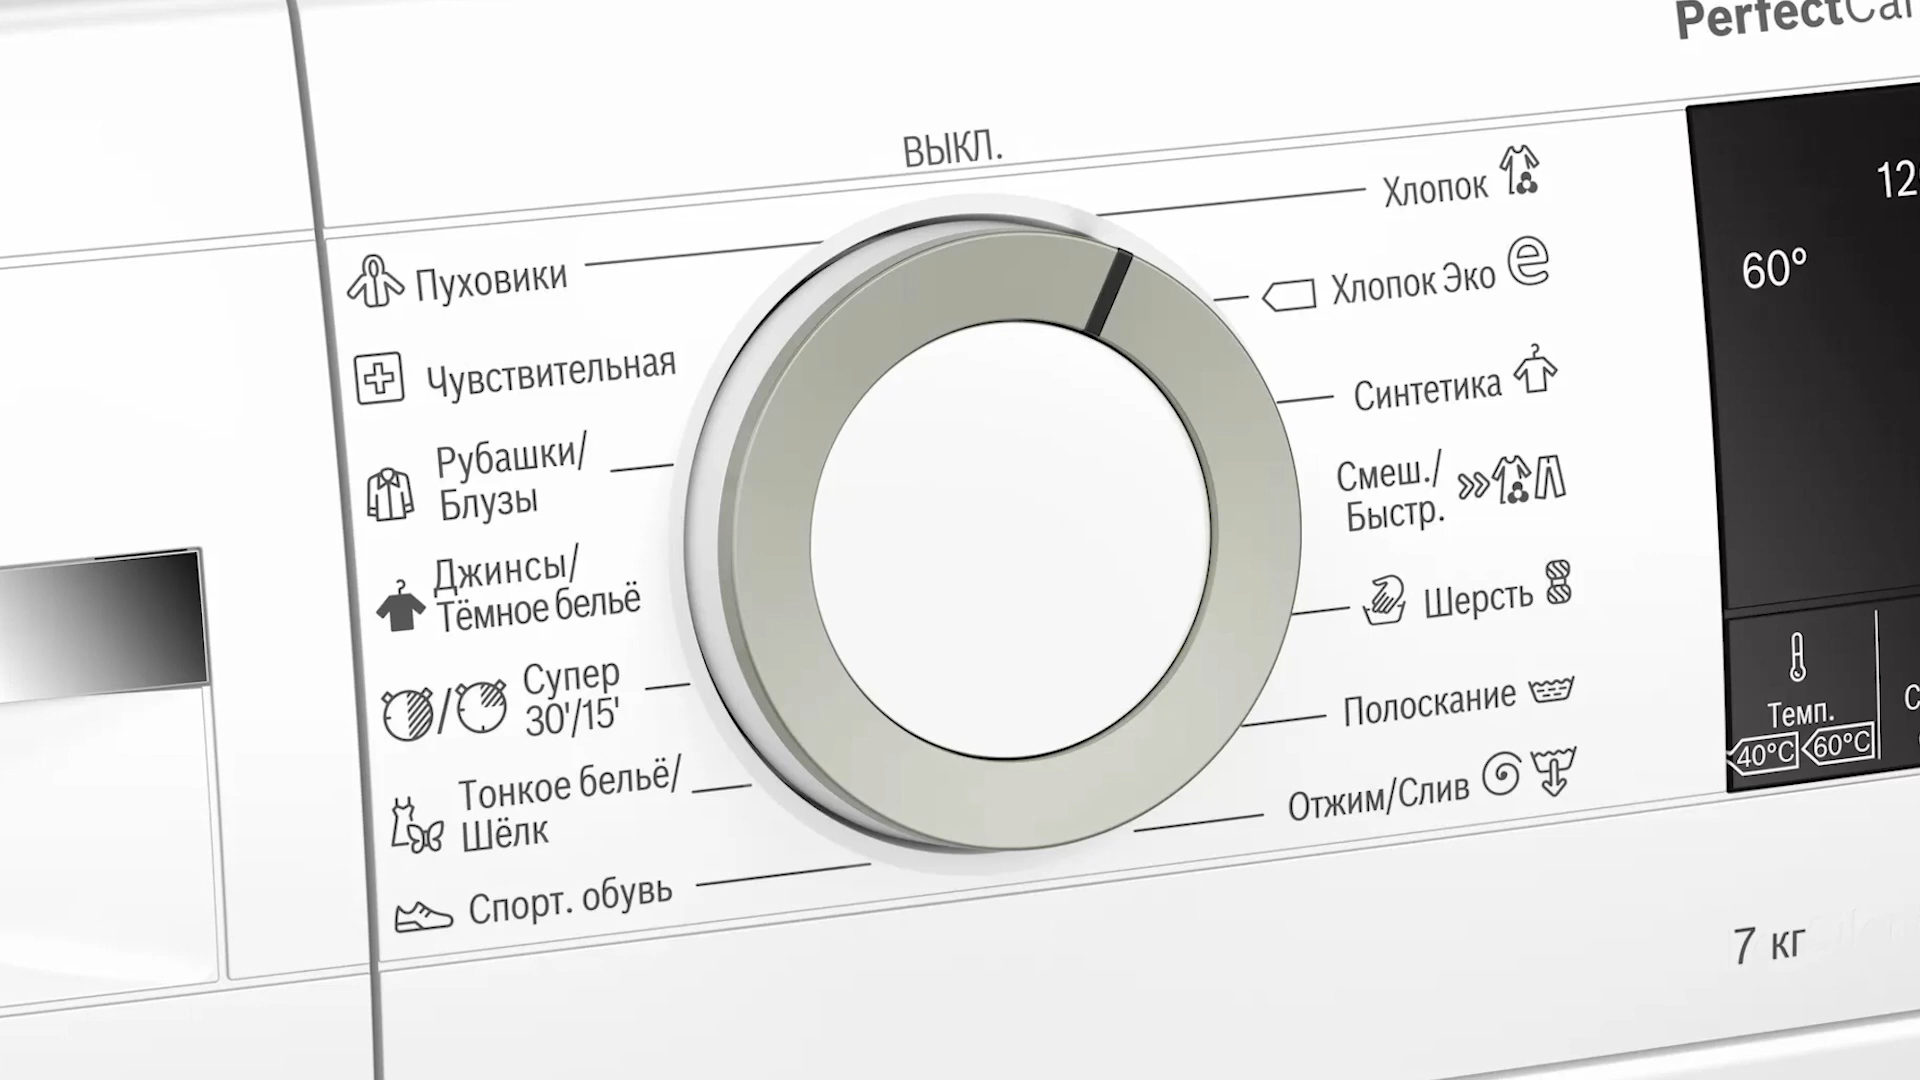 PerfectCar
ВЫКЛ.
Пуховики
Чувствительная
Рубашки/
Блузы
Джинсы/
Тёмное бельё
Супер
30'/15'
Тонкое бельё/
Шёлк
Спорт. обувь
Хлопок
Хлопок Эко
Синтетика
Смеш./
Быстр.
Шерсть
Полоскание
Отжим/Слив
12
60°
Темп.
40°C 60°C
7 кг